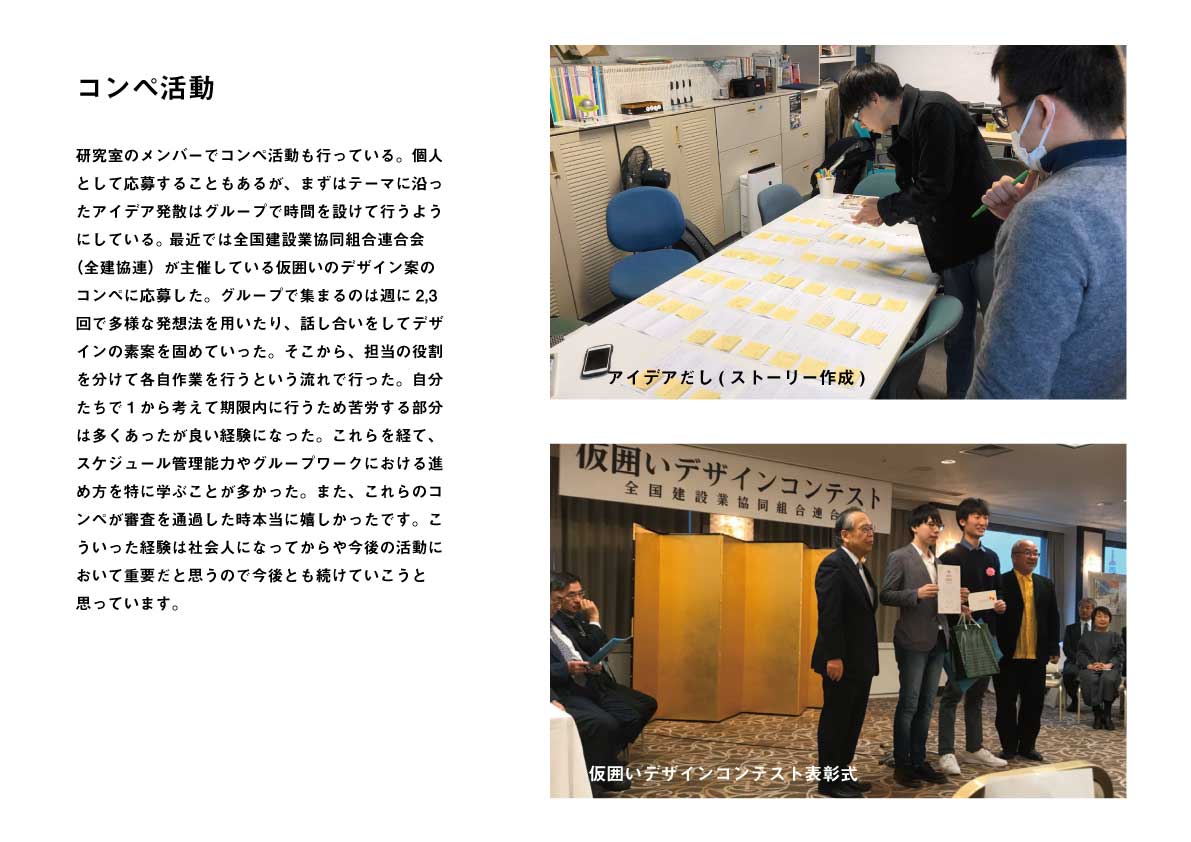 コンペ活動
研究室のメンバーでコンペ活動も行っている。個人
として応募することもあるが、まずはテーマに沿っ
たアイデア発散はグループで時間を設けて行うよう
にしている。最近では全国建設業協同組合連合会
（全建協連）が主催している仮囲いのデザイン案の
コンペに応募した。グループで集まるのは週に 2,3
回で多様な発想法を用いたり、話し合いをしてデザ
インの素案を固めていった。そこから、担当の役割
を分けて各自作業を行うという流れで行った。自分
たちで 1 から考えて期限内に行うため苦労する部分
は多くあったが良い経験になった。これらを経て、
スケジュール管理能力やグループワークにおける進
め方を特に学ぶことが多かった。また、これらのコ
ンペが審査を通過した時本当に嬉しかったです。こ
ういった経験は社会人になってからや今後の活動に
おいて重要だと思うので今後とも続けていこうと
思っています。
アイデアだし ( ストーリー作成 )
仮囲いデザインコンテスト
全国建設業協同組合連合
仮囲いデザインコンテスト表彰式